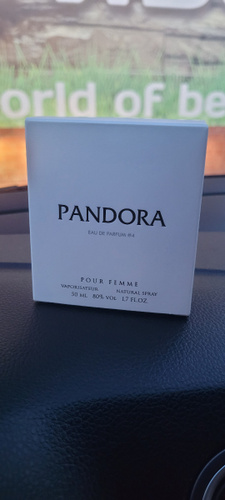 orld of be
PANDORA
EAU DE PARFUM
POUR FEMME
VAPORISATEUR NATURAL SPRAY
50 mL 80% VOL 1.7 FL.OZ.